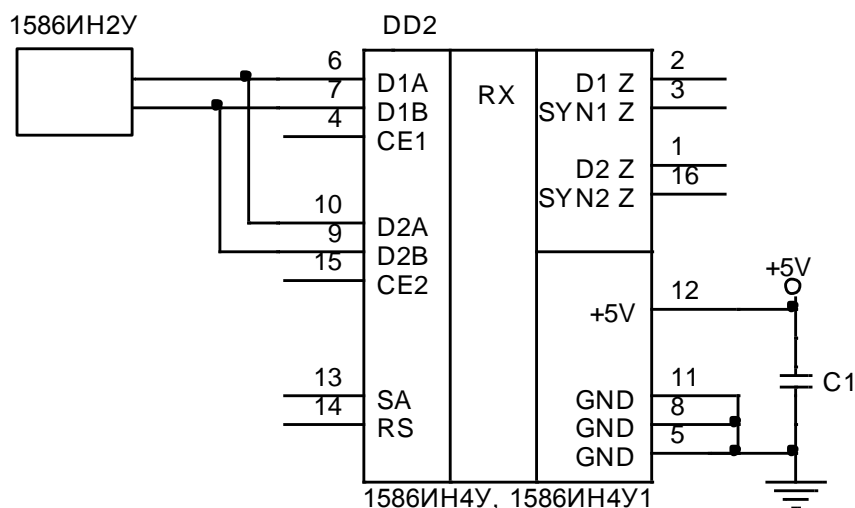 1586ИН2У
DD2
6
7
4
10
9
15
13
14
D1A
D1B
CE1
D2A
D2B
CE2
SA
RS
RX
D1 Z
SYN1 Z
D2 Z
SYN2 Z
+5V
GND
GND
GND
2
3
1
16
12
11
8
5
+5V
C1
1586ИН4У, 1586ИН4У1